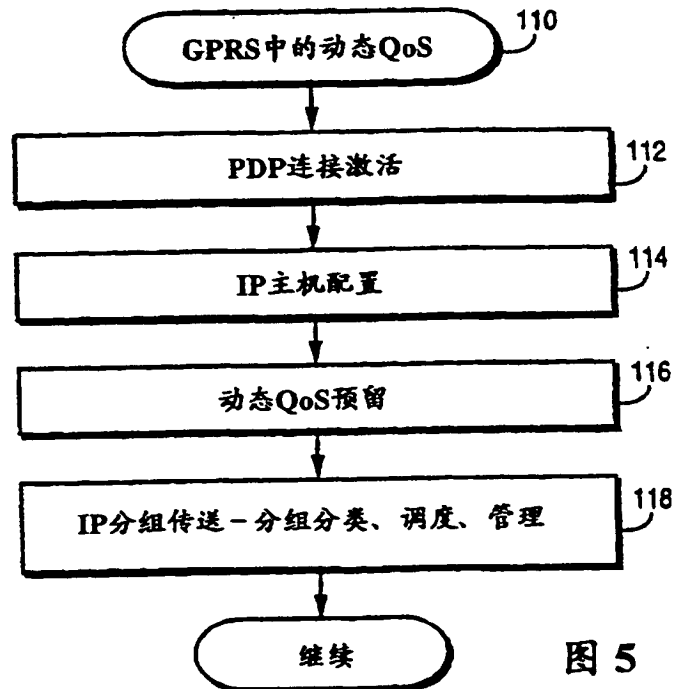 GPRS中的动态QoS
110
PDP连接激活
112
IP主机配置
114
动态QoS预留
116
IP分组传送－分组分类、调度、管理
118
继续
图 5